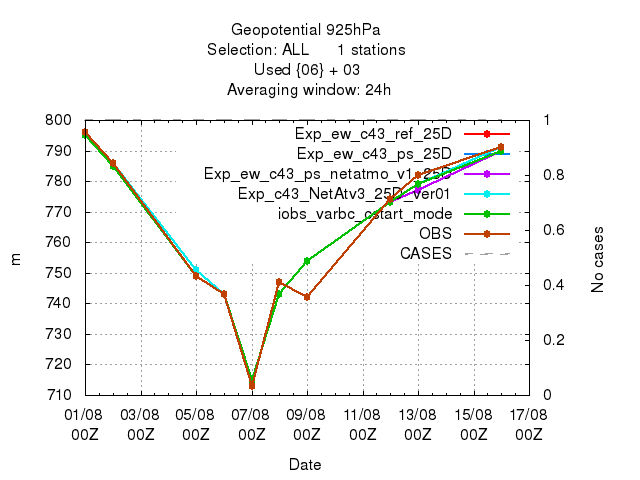 Geopotential 925hPa
Selection: ALL 1 stations
Used {06} + 03
Averaging window: 24h
800 1
Exp_ew_c43_ref_25D
790 Exp_ew_c43_ps_25D
Exp_ew_c43_ps_netatmo_v1_25D
780 0.8
Exp_c43_NetAtv3_25D_ver01
770 iobs_varbc_cstart_mode
OBS
0.6
760 CASES
m
No cases
750
740 0.4
730
0.2
720
710 0
01/08 03/08 05/08 07/08 09/08 11/08 13/08 15/08 17/08
00Z 00Z 00Z 00Z 00Z 00Z 00Z 00Z 00Z
Date